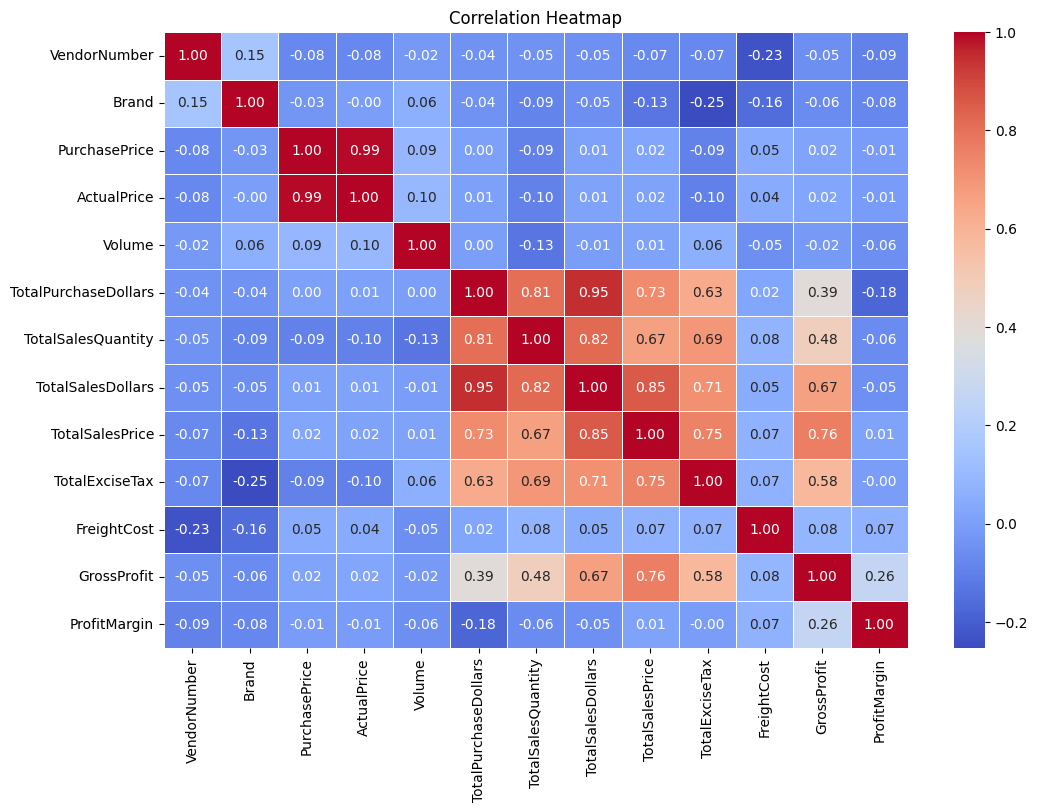 Correlation Heatmap
VendorNumber 1.00 0.15 -0.08 -0.08 -0.02 -0.04 -0.05 -0.05 -0.07 -0.07 -0.23 -0.05 -0.09
Brand 0.15 1.00 -0.03 -0.00 0.06 -0.04 -0.09 -0.05 -0.13 -0.25 -0.16 -0.06 -0.08
PurchasePrice -0.08 -0.03 1.00 0.99 0.09 0.00 -0.09 0.01 0.02 -0.09 0.05 0.02 -0.01
ActualPrice -0.08 -0.00 0.99 1.00 0.10 0.01 -0.10 0.01 0.02 -0.10 0.04 0.02 -0.01
Volume -0.02 0.06 0.09 0.10 1.00 0.00 -0.13 -0.01 0.01 0.06 -0.05 -0.02 -0.06
TotalPurchaseDollars -0.04 -0.04 0.00 0.01 0.00 1.00 0.81 0.95 0.73 0.63 0.02 0.39 -0.18
TotalSalesQuantity -0.05 -0.09 -0.09 -0.10 -0.13 0.81 1.00 0.82 0.67 0.69 0.08 0.48 -0.06
TotalSalesDollars -0.05 -0.05 0.01 0.01 -0.01 0.95 0.82 1.00 0.85 0.71 0.05 0.67 -0.05
TotalSalesPrice -0.07 -0.13 0.02 0.02 0.01 0.73 0.67 0.85 1.00 0.75 0.07 0.76 0.01
TotalExciseTax -0.07 -0.25 -0.09 -0.10 0.06 0.63 0.69 0.71 0.75 1.00 0.07 0.58 -0.00
FreightCost -0.23 -0.16 0.05 0.04 -0.05 0.02 0.08 0.05 0.07 0.07 1.00 0.08 0.07
GrossProfit -0.05 -0.06 0.02 0.02 -0.02 0.39 0.48 0.67 0.76 0.58 0.08 1.00 0.26
ProfitMargin -0.09 -0.08 -0.01 -0.01 -0.06 -0.18 -0.06 -0.05 0.01 -0.00 0.07 0.26 1.00
VendorNumber
Brand
PurchasePrice
ActualPrice
Volume
TotalPurchaseDollars
TotalSalesQuantity
TotalSalesDollars
TotalSalesPrice
TotalExciseTax
FreightCost
GrossProfit
ProfitMargin
1.0
0.8
0.6
0.4
0.2
0.0
−0.2